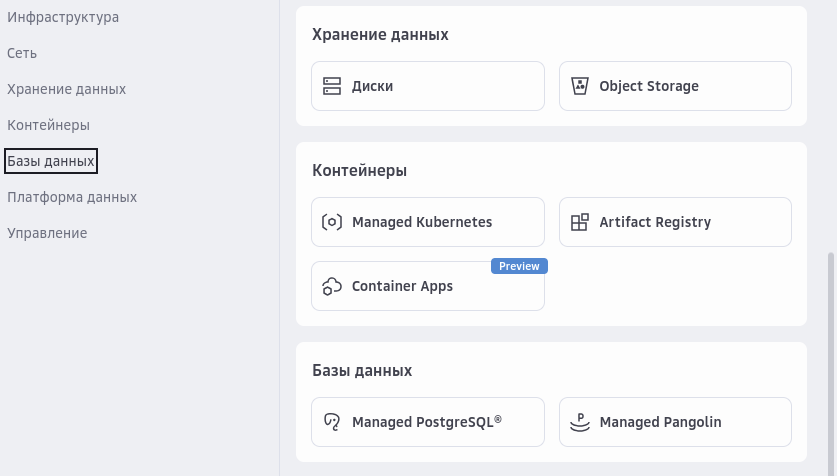 Инфраструктура
Сеть
Хранение данных
Контейнеры
Базы данных
Платформа данных
Управление
Хранение данных
Диски
Object Storage
Контейнеры
Managed Kubernetes
Artifact Registry
Preview
Container Apps
Базы данных
Managed PostgreSQL®
Managed Pangolin